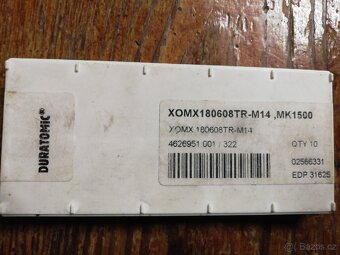 DURATOMIC®
XOMX180608TR-M14 ,MK1500
XOMX 180608TR-M14
4626951 001 / 322 QTY 10
02566331
EDP 31625